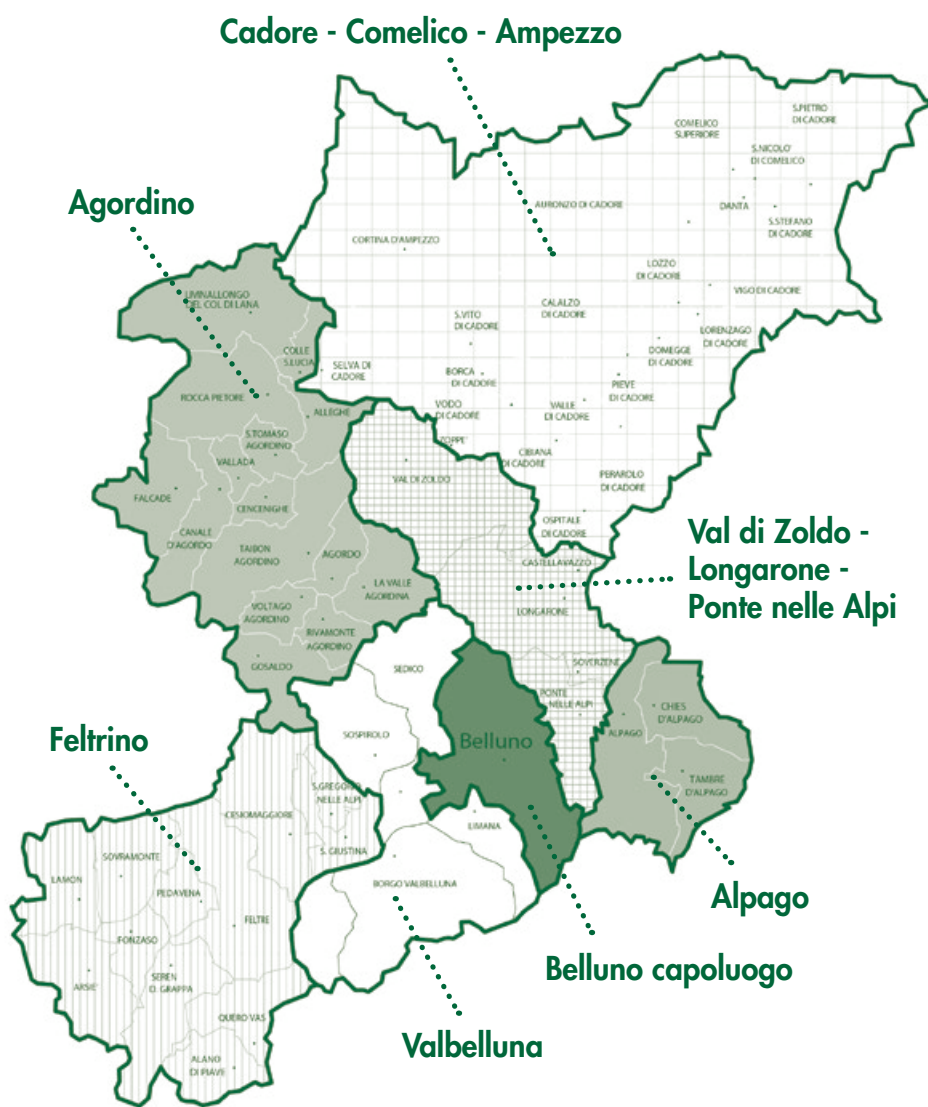 Cadore - Comelico - Ampezzo
S.PIETRO
DI CADORE
COMELICO
SUPERIORE
S.NICOLO'
DI COMELICO
Agordino
AURONZO DI CADORE
DANTA
S.STEFANO
DI CADORE
CORTINA D'AMPEZZO
LOZZO
DI CADORE
VIGO DI CADORE
LIVINALLONGO
DEL COL DI LANA
CALALZO
DI CADORE
S.VITO
DI CADORE
LORENZAGO
DI CADORE
COLLE
S.LUCIA
SELVA DI
CADORE
DOMEGGE
DI CADORE
BORCA
DI CADORE
PIEVE
DI CADORE
ROCCA PIETORE
ALLEGHE
VODO
DI CADORE
VALLE
DI CADORE
S.TOMASO
AGORDINO
ZOPPE'
CIBIANA
DI CADORE
VALLADA
VAL DI ZOLDO
PERAROLO
DI CADORE
FALCADE
CENCENIGHE
OSPITALE
DI CADORE
CANALE
D'AGORDO
TAIBON
AGORDINO
AGORDO
Val di Zoldo -
Longarone -
Ponte nelle Alpi
CASTELLAVAZZO
LA VALLE
AGORDINA
LONGARONE
VOLTAGO
AGORDINO
RIVAMONTE
AGORDINO
GOSALDO
SEDICO
SOVERZENE
PONTE
NELLE ALPI
CHIES
D'ALPAGO
ALPAGO
Feltrino
SOSPIROLO
Belluno
TAMBRE
D'ALPAGO
S.GREGORIO
NELLE ALPI
CESIOMAGGIORE
LIMANA
S. GIUSTINA
SOVRAMONTE
LAMON
PEDAVENA
BORGO VALBELLUNA
Alpago
FELTRE
FONZASO
Belluno capoluogo
SEREN
D. GRAPPA
ARSIE'
QUERO VAS
Valbelluna
ALANO
DI PIAVE